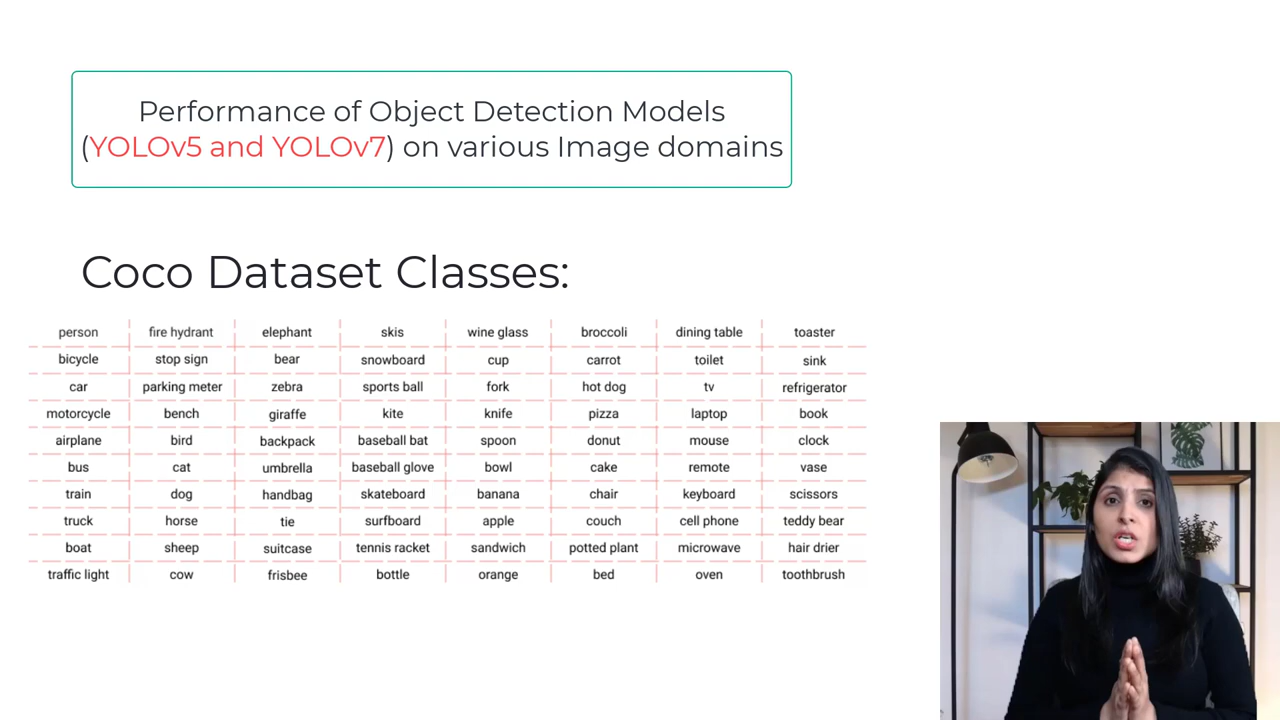 Performance of Object Detection Models
(YOLOv5 and YOLOv7) on various Image domains
Coco Dataset Classes:
person fire hydrant elephant skis wine glass broccoli dining table toaster
bicycle stop sign bear snowboard cup carrot toilet sink
car parking meter zebra sports ball fork hot dog tv refrigerator
motorcycle bench giraffe kite knife pizza laptop book
airplane bird backpack baseball bat spoon donut mouse clock
bus cat umbrella baseball glove bowl cake remote vase
train dog handbag skateboard banana chair keyboard scissors
truck horse tie surfboard apple couch cell phone teddy bear
boat sheep suitcase tennis racket sandwich potted plant microwave hair drier
traffic light cow frisbee bottle orange bed oven toothbrush